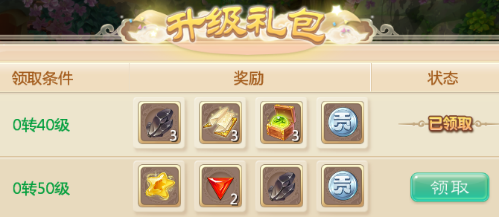 升级礼包
领取条件 奖励 状态
0转40级 3 3 3 贡 已领取
0转50级 2 贡 领取